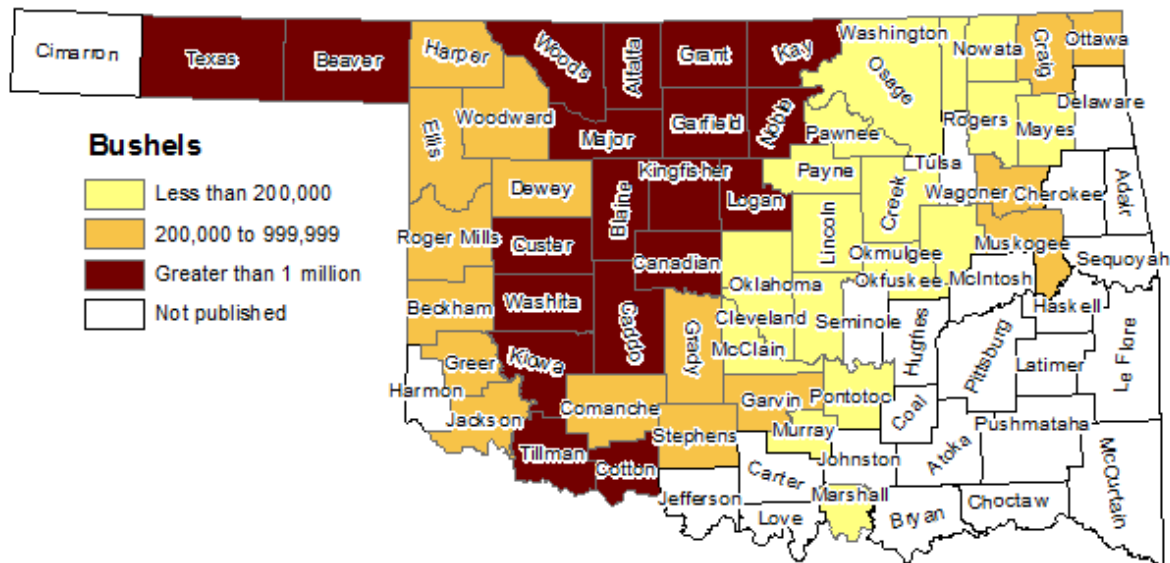 Cimarron
Texas
Beaver
Harper
Woods
Alfalfa
Grant
Kay
Washington
Nowata
Craig
Ottawa
Osage
Delaware
Ellis
Woodward
Major
Garfield
Noble
Pawnee
Rogers
Mayes
Bushels
Less than 200,000
200,000 to 999,999
Greater than 1 million
Not published
Dewey
Blaine
Kingfisher
Logan
Payne
Creek
Tulsa
Wagoner
Cherokee
Adair
Roger Mills
Custer
Canadian
Lincoln
Okmulgee
Muskogee
Sequoyah
Beckham
Washita
Caddo
Grady
Oklahoma
Cleveland
McClain
Seminole
Okfuskee
McIntosh
Hughes
Haskell
Pittsburg
Latimer
Le Flore
Greer
Harmon
Kiowa
Jackson
Comanche
Stephens
Garvin
Pontotoc
Murray
Coal
Pushmataha
Tillman
Cotton
Jefferson
Carter
Johnston
Atoka
McCurtain
Love
Marshall
Bryan
Choctaw